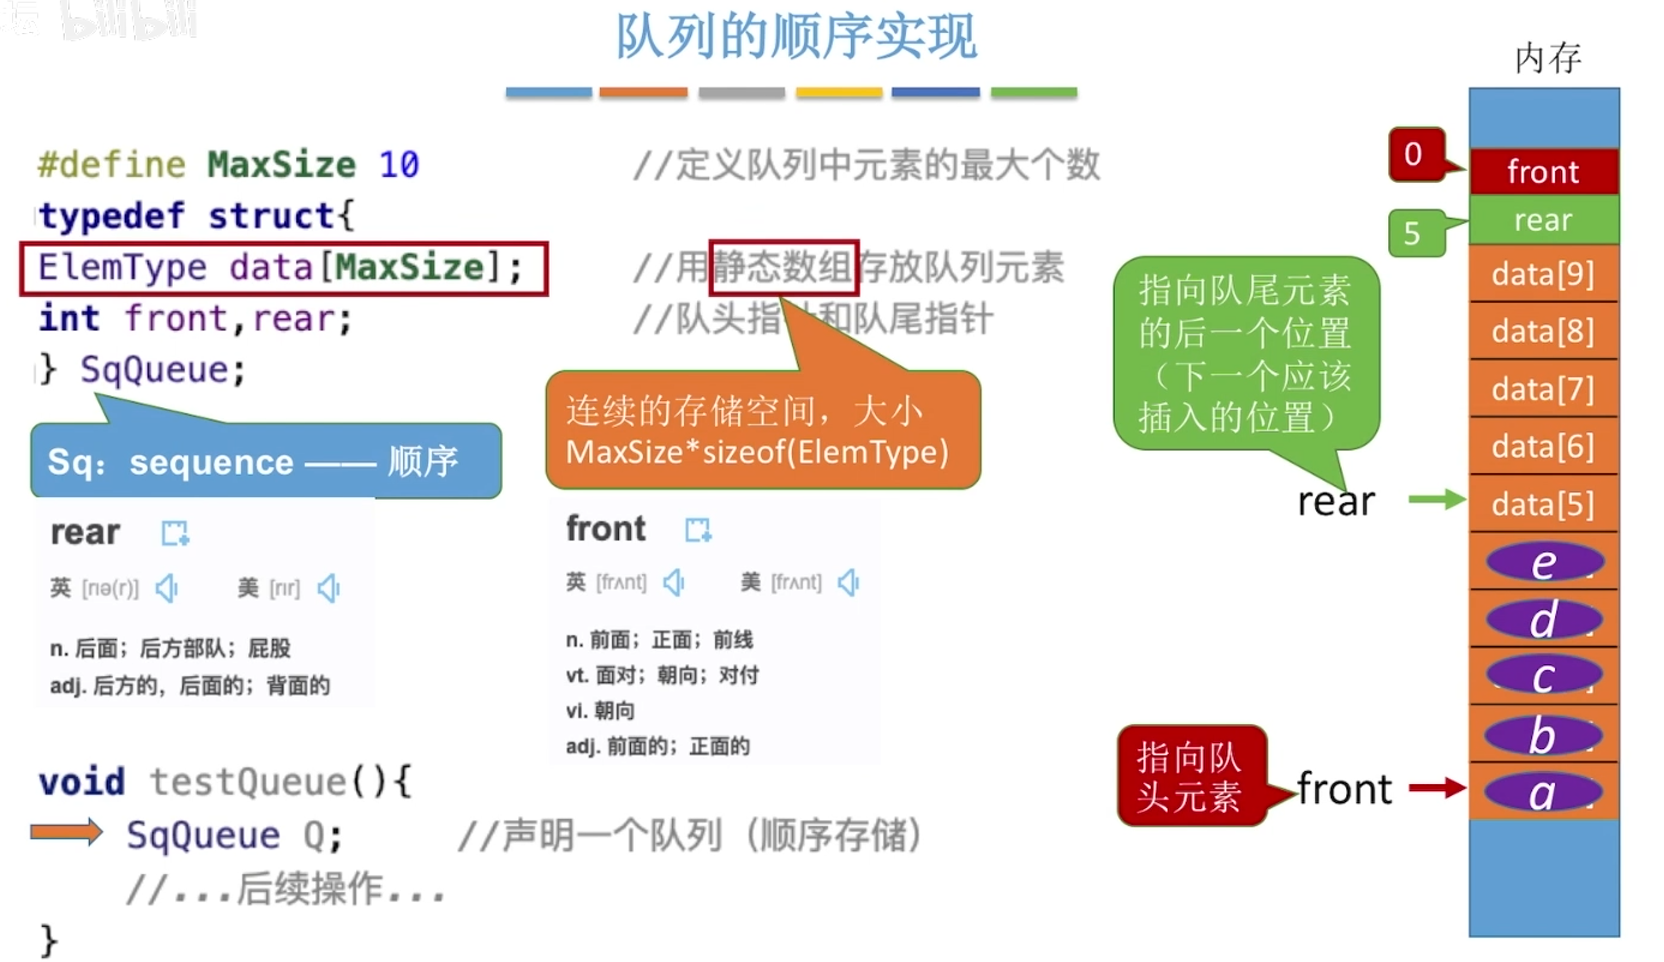 bilibili
队列的顺序实现
#define MaxSize 10 //定义队列中元素的最大个数
typedef struct{
ElemType data[MaxSize]; //用静态数组存放队列元素
int front,rear; //队头指针和队尾指针
} SqQueue;
Sq：sequence —— 顺序
连续的存储空间，大小
MaxSize*sizeof(ElemType)
rear
英 [rɪə(r)] 美 [rɪr]
n. 后面；后方部队；屁股
adj. 后方的，后面的；背面的
front
英 [frʌnt] 美 [frʌnt]
n. 前面；正面；前线
vt. 面对；朝向；对付
vi. 朝向
adj. 前面的；正面的
void testQueue(){
SqQueue Q; //声明一个队列（顺序存储）
//...后续操作...
}
内存
0
front
5
rear
指向队尾元素
的后一个位置
（下一个应该
插入的位置）
data[9]
data[8]
data[7]
data[6]
rear
data[5]
e
d
c
b
指向队
头元素
front
a